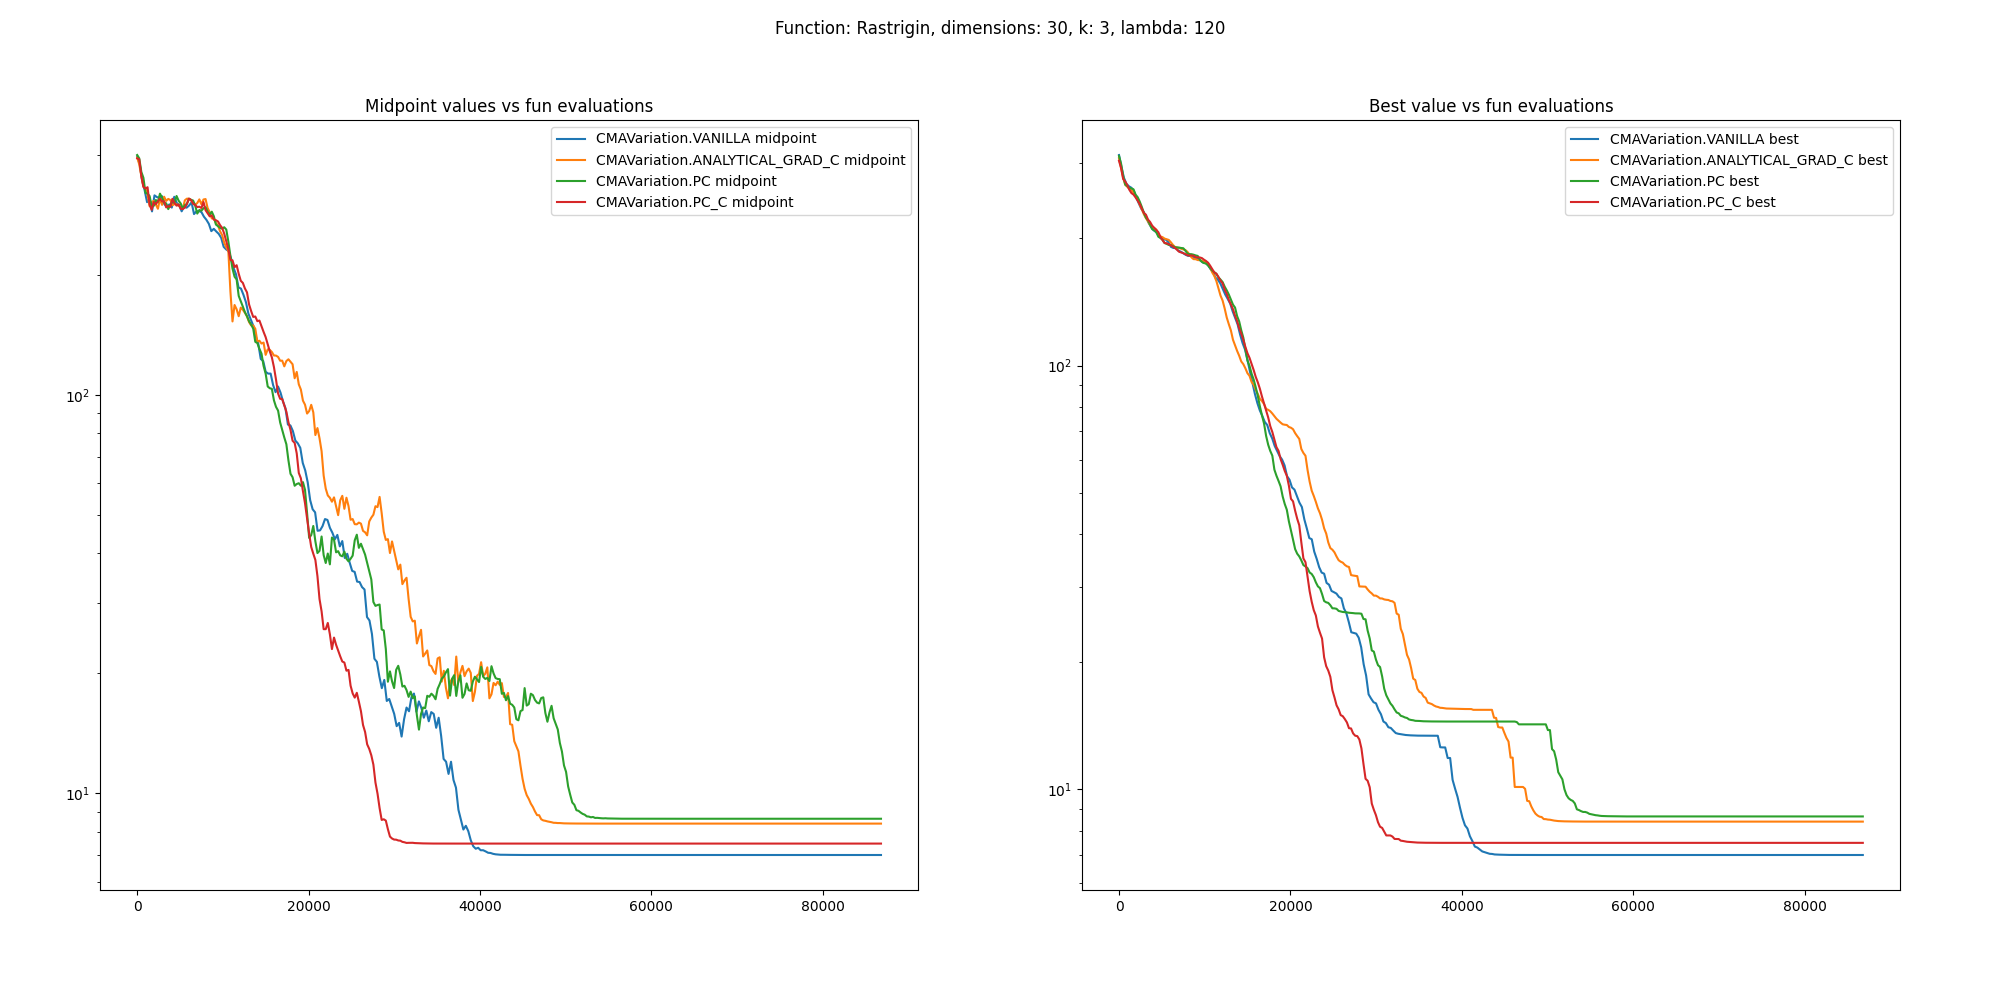 Function: Rastrigin, dimensions: 30, k: 3, lambda: 120
Midpoint values vs fun evaluations
CMAVariation.VANILLA midpoint
CMAVariation.ANALYTICAL_GRAD_C midpoint
CMAVariation.PC midpoint
CMAVariation.PC_C midpoint
10²
10¹
0 20000 40000 60000 80000
Best value vs fun evaluations
CMAVariation.VANILLA best
CMAVariation.ANALYTICAL_GRAD_C best
CMAVariation.PC best
CMAVariation.PC_C best
10²
10¹
0 20000 40000 60000 80000